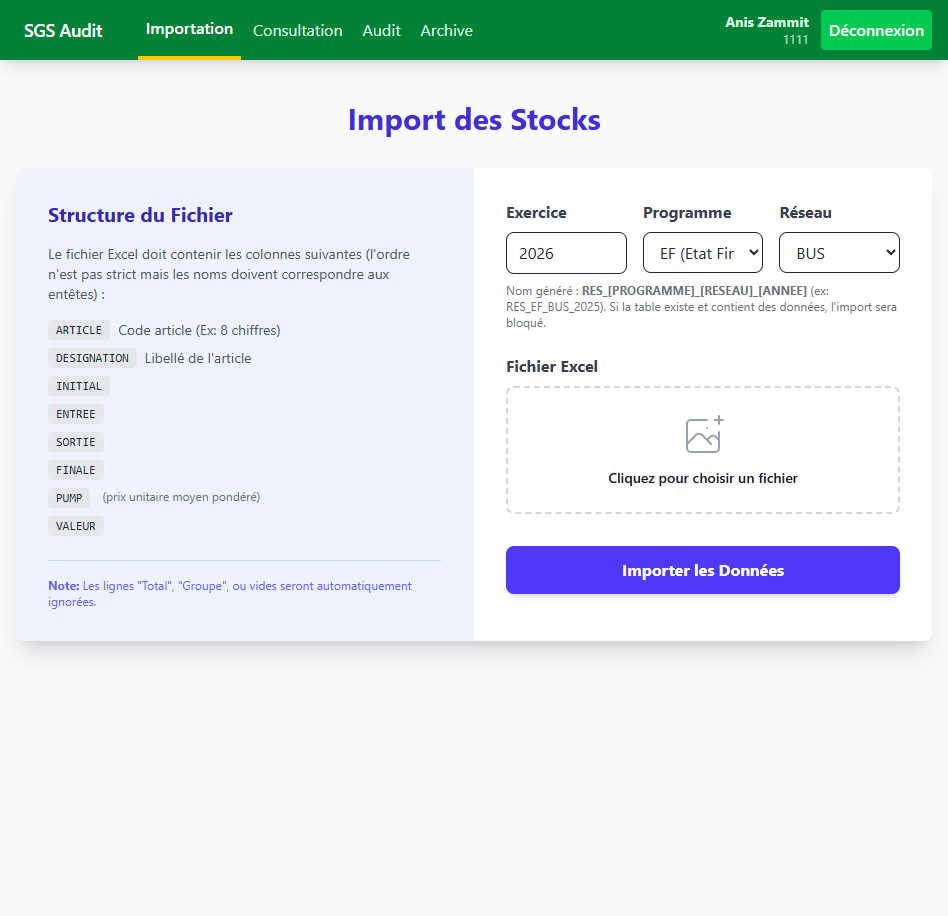 SGS Audit
Importation
Consultation
Audit
Archive
Anis Zammit
1111
Déconnexion
Import des Stocks
Structure du Fichier
Le fichier Excel doit contenir les colonnes suivantes (l'ordre
n'est pas strict mais les noms doivent correspondre aux
entêtes) :
ARTICLE Code article (Ex: 8 chiffres)
DESIGNATION Libellé de l'article
INITIAL
ENTREE
SORTIE
FINALE
PUMP (prix unitaire moyen pondéré)
VALEUR
Note: Les lignes "Total", "Groupe", ou vides seront automatiquement
ignorées.
Exercice
Programme
Réseau
2026
EF (Etat Fir
BUS
Nom généré : RES_[PROGRAMME]_[RESEAU]_[ANNEE] (ex:
RES_EF_BUS_2025). Si la table existe et contient des données, l'import sera
bloqué.
Fichier Excel
Cliquez pour choisir un fichier
Importer les Données